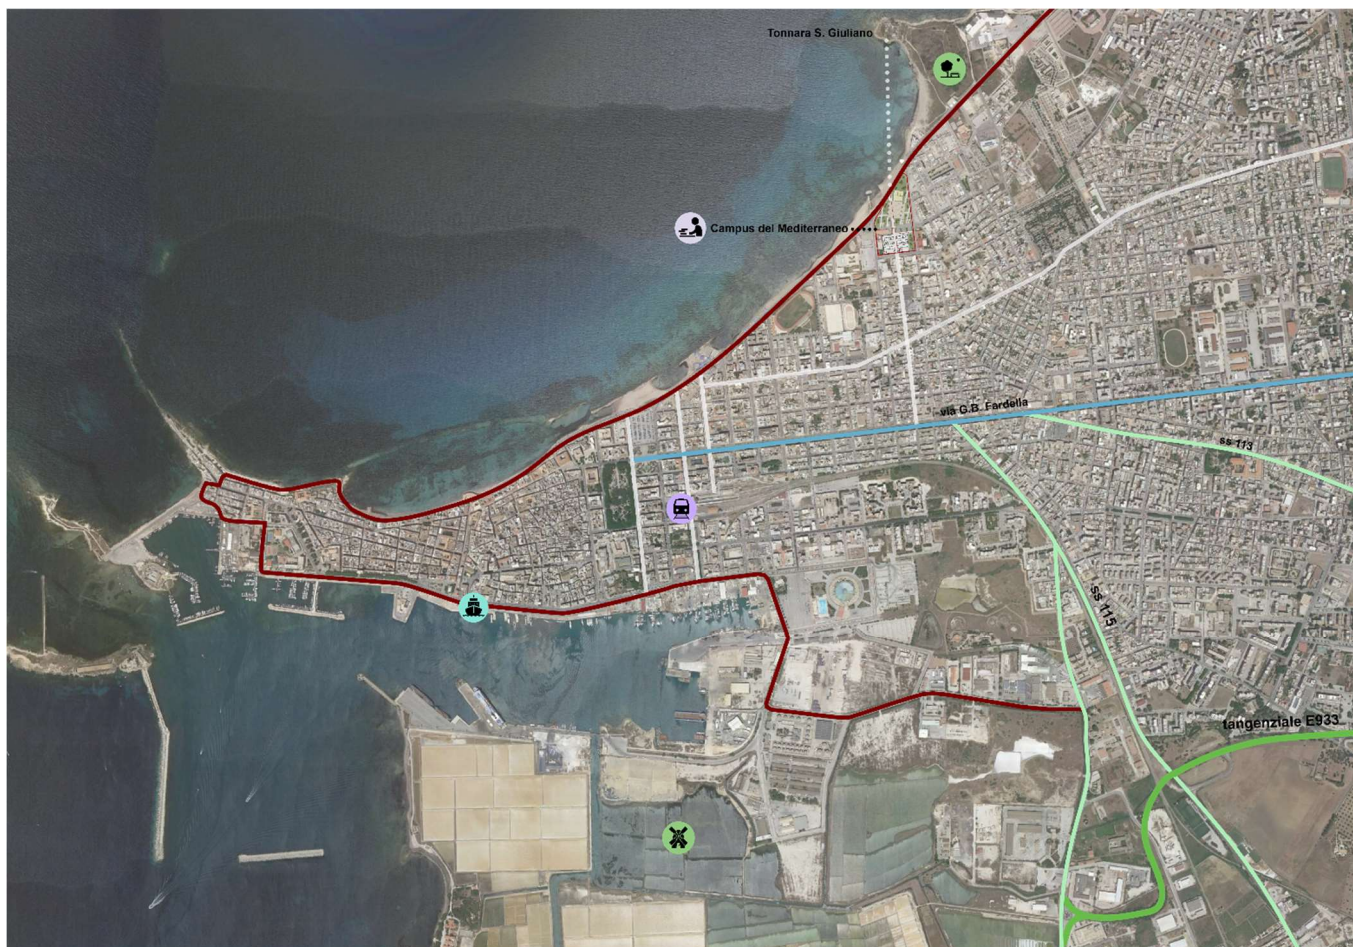 Tonnara S. Giuliano
Campus del Mediterraneo
via G.B. Fardella
ss 113
ss 115
tangenziale E933